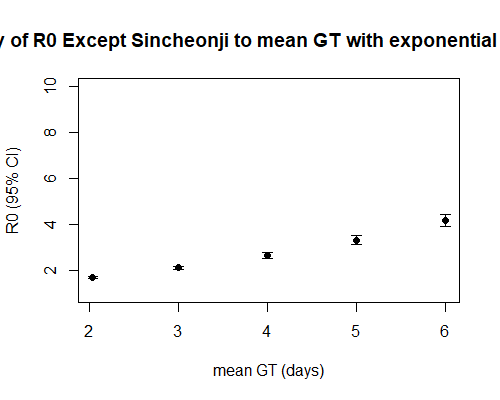 y of R0 Except Sincheonji to mean GT with exponential
R0 (95% CI)
10
8
6
4
2
2 3 4 5 6
mean GT (days)